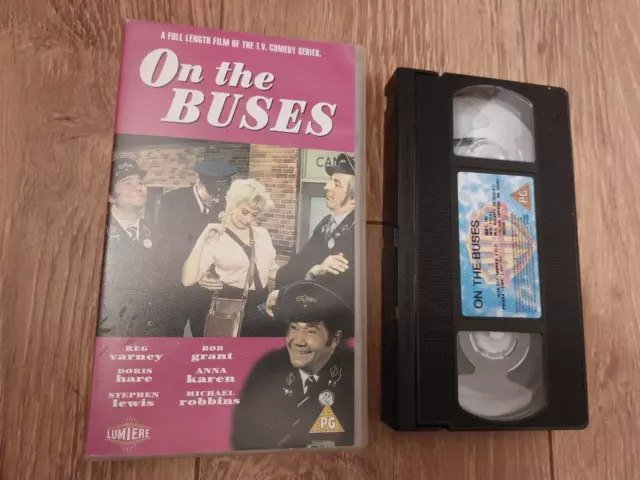 A FULL LENGTH FILM OF THE T.V. COMEDY SERIES.
On the
BUSES
REG
varney
BOB
grant
DORIS
hare
ANNA
karen
STEPHEN
lewis
MICHAEL
robbins
LUMIERE
PG
ON THE BUSES
PG